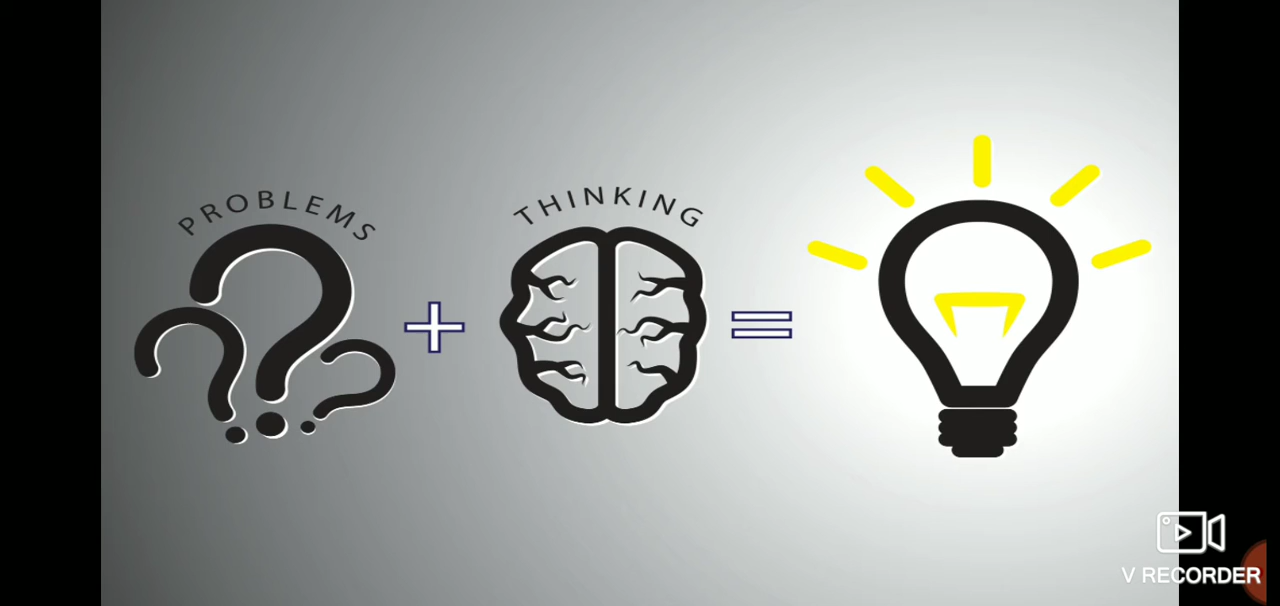 PROBLEMS
THINKING
+
=
V RECORDER